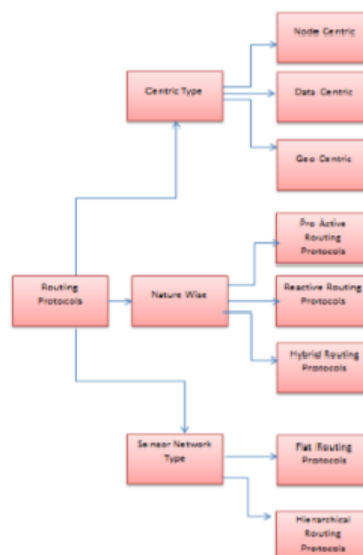 Node Centric
Centric Type
Data Centric
Geo Centric
Pro Active
Routing
Protocols
Routing
Protocols
Nature Wise
Reactive Routing
Protocols
Hybrid Routing
Protocols
Sensor Network
Type
Flat Routing
Protocols
Hierarchical
Routing
Protocols